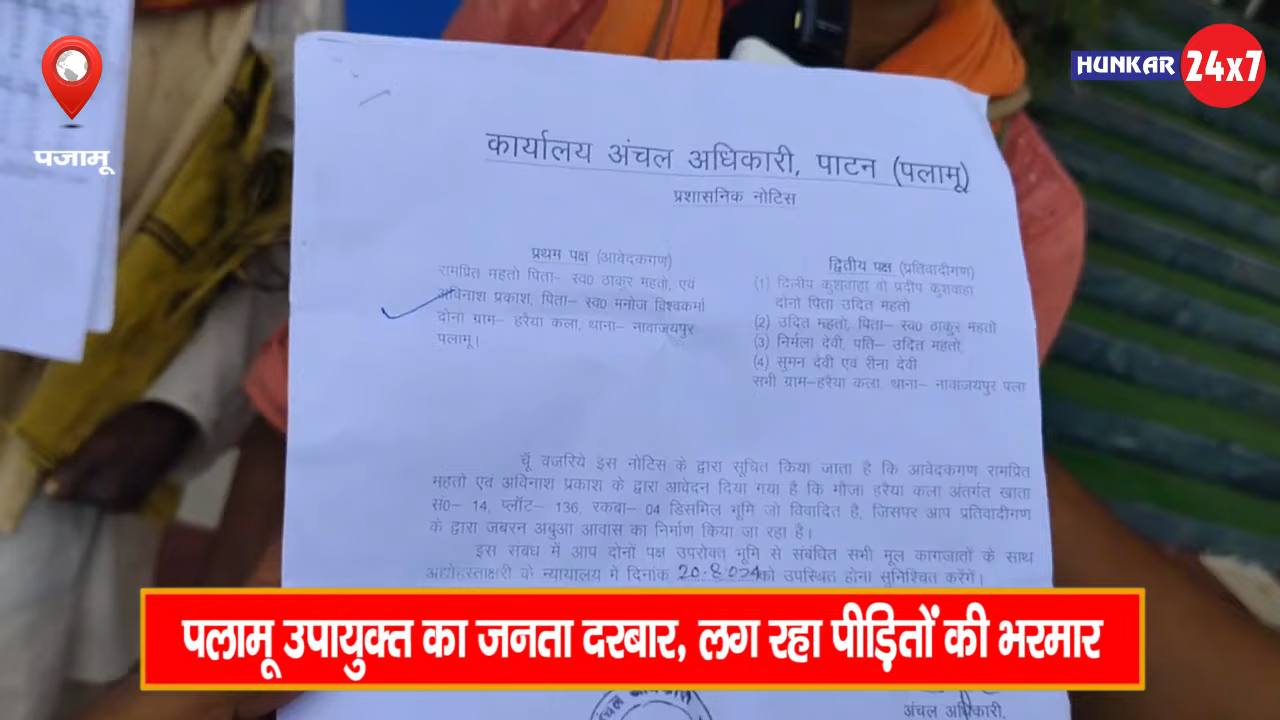 HUNKAR 24x7
पजामू
कार्यालय अंचल अधिकारी, पाटन (पलामू)
प्रशासनिक नोटिस
प्रथम पक्ष (आवेदकगण)
रामप्रित महतो पिता– स्व0 ठाकुर महतो, एवं
अविनाश प्रकाश, पिता– स्व0 मनोज विश्वकर्मा
दोनो ग्राम– हरैया कला, थाना– नावाजयपुर
पलामू।
द्वितीय पक्ष (प्रतिवादीगण)
(1) दिलीप कुशवाहा वो प्रदीप कुशवाहा
दोनो पिता उदित महतो
(2) उदित महतो, पिता– स्व0 ठाकुर महतो
(3) निर्मला देवी, पति– उदित महतो,
(4) सुमन देवी एवं रीना देवी
सभी ग्राम–हरैया कला, थाना– नावाजयपुर पला
चूँ वजरिये इस नोटिस के द्वारा सूचित किया जाता है कि आवेदकगण रामप्रित
महतो एवं अविनाश प्रकाश के द्वारा आवेदन दिया गया है कि मौजा हरैया कला अंतर्गत खाता
स0– 14, प्लॉट– 136, रकबा– 04 डिसमिल भूमि जो विवादित है, जिसपर आप प्रतिवादीगण
के द्वारा जबरन अबुआ आवास का निर्माण किया जा रहा है।
इस संबध में आप दोनों पक्ष उपरोक्त भूमि से संबंधित सभी मूल कागजातों के साथ
अद्योहस्ताक्षरी के न्यायालय में दिनांक 20.8.024 को उपस्थित होना सुनिश्चित करेंगें।
पलामू उपायुक्त का जनता दरबार, लग रहा पीड़ितों की भरमार
अंचल अधिकारी,